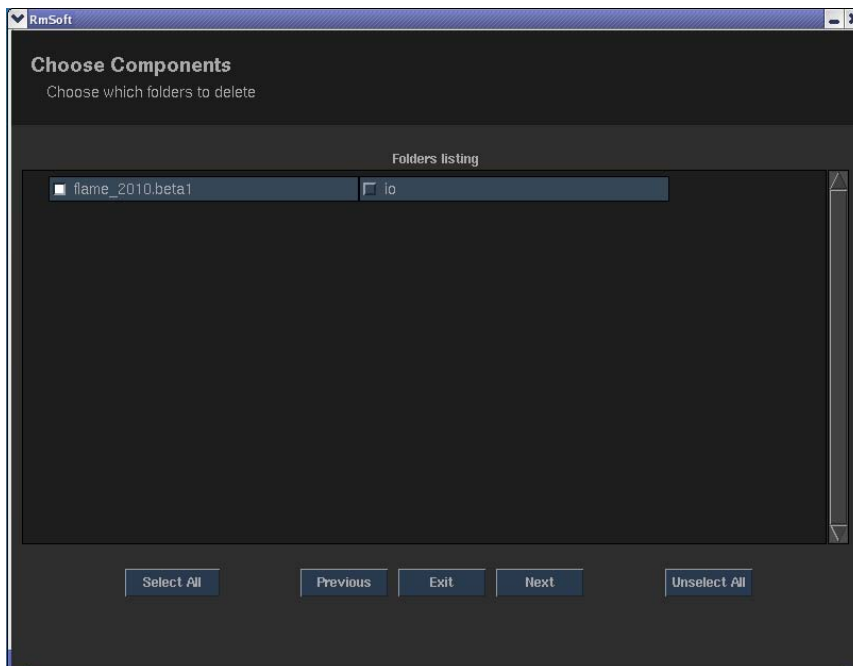 RmSoft
Choose Components
Choose which folders to delete
Folders listing
flame_2010.beta1 io
Select All Previous Exit Next Unselect All